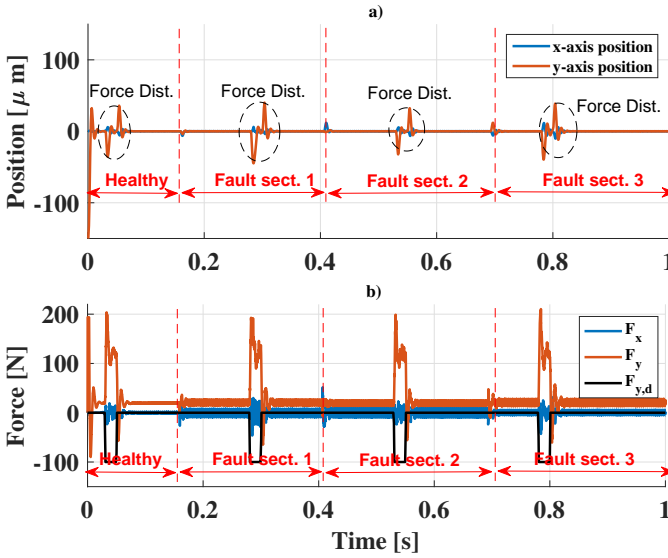 a)
x-axis position
y-axis position
Force Dist.
Force Dist.
Force Dist.
Force Dist.
Position [μ m]
100
0
-100
Healthy
Fault sect. 1
Fault sect. 2
Fault sect. 3
0
0.2
0.4
0.6
0.8
1
b)
F_x
F_y
F_y,d
Force [N]
200
100
0
-100
Healthy
Fault sect. 1
Fault sect. 2
Fault sect. 3
0
0.2
0.4
0.6
0.8
1
Time [s]